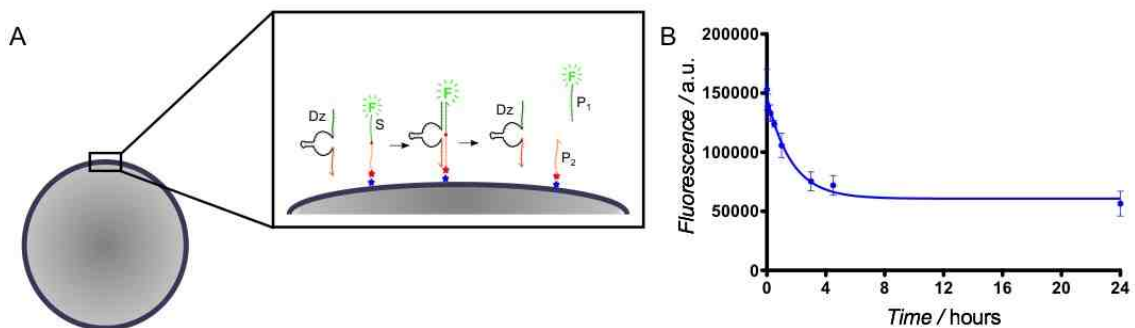 A
Dz
F
S
F
Dz
F
P1
P2
B
Fluorescence / a.u.
200000
150000
100000
50000
0
0 4 8 12 16 20 24
Time / hours